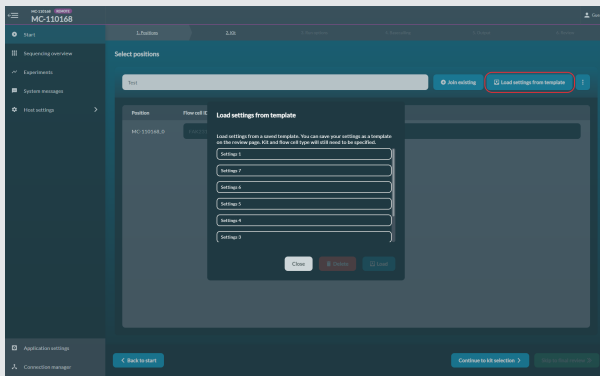 MC-110168 REMOTE
MC-110168
Start
Sequencing overview
Experiments
System messages
Host settings
Application settings
Connection manager
1. Positions
2. Kit
Select positions
Test
Join existing
Load settings from template
Position
Flow cell ID
MC-110168_0
Load settings from template
Load settings from a saved template. You can save your settings as a template
on the review page. Kit and flow cell type will still need to be specified.
Settings 1
Settings 7
Settings 6
Settings 5
Settings 4
Settings 3
Close
Delete
Load
Back to start
Continue to kit selection